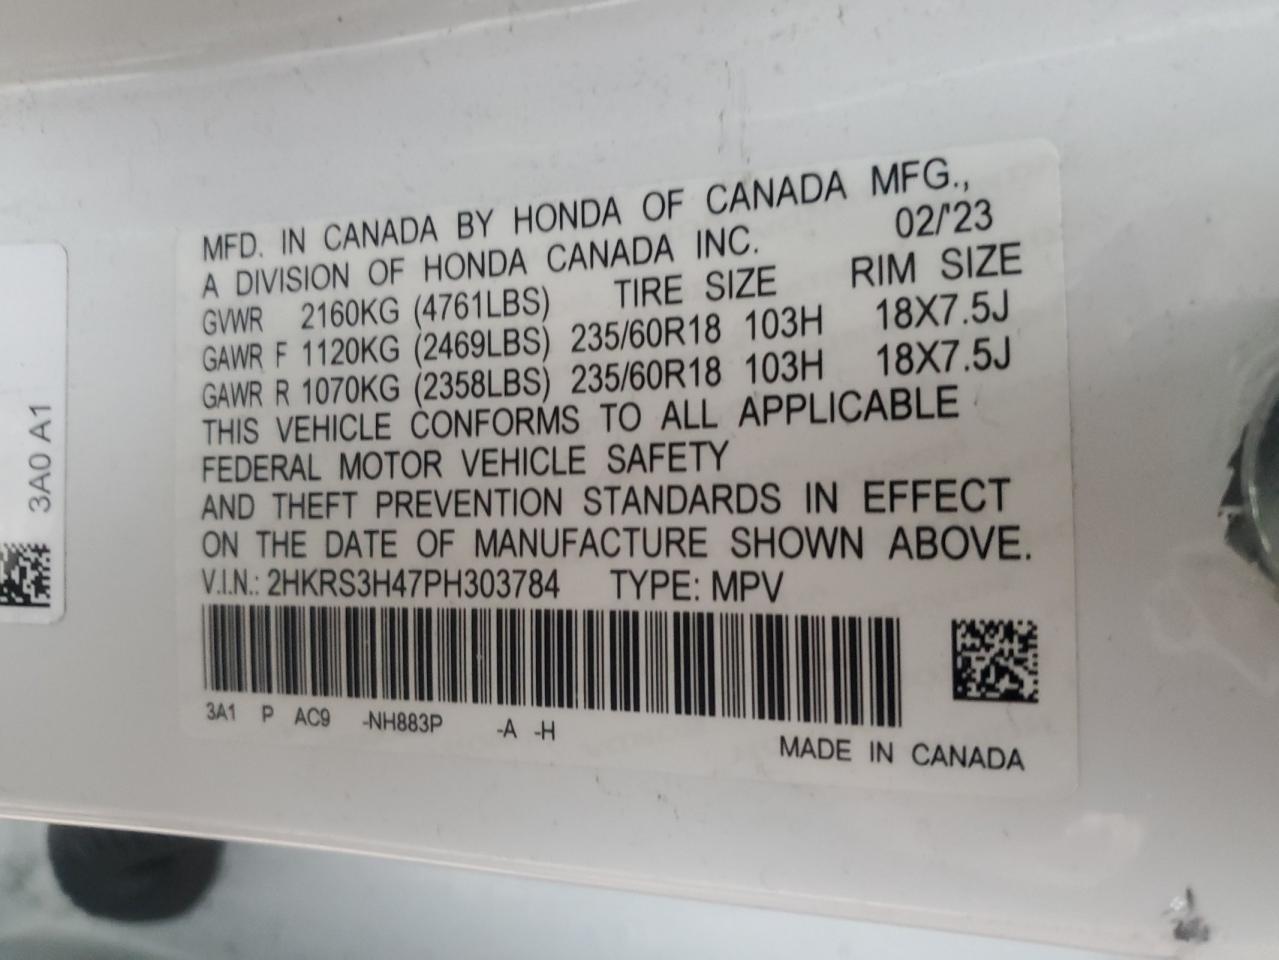 MFD. IN CANADA BY HONDA OF CANADA MFG.,
A DIVISION OF HONDA CANADA INC. 02/'23
GVWR 2160KG (4761LBS) TIRE SIZE RIM SIZE
GAWR F 1120KG (2469LBS) 235/60R18 103H 18X7.5J
GAWR R 1070KG (2358LBS) 235/60R18 103H 18X7.5J
THIS VEHICLE CONFORMS TO ALL APPLICABLE
FEDERAL MOTOR VEHICLE SAFETY
AND THEFT PREVENTION STANDARDS IN EFFECT
ON THE DATE OF MANUFACTURE SHOWN ABOVE.
V.I.N.: 2HKRS3H47PH303784 TYPE: MPV
3A1 P AC9 -NH883P -A -H
MADE IN CANADA
3A0 A1